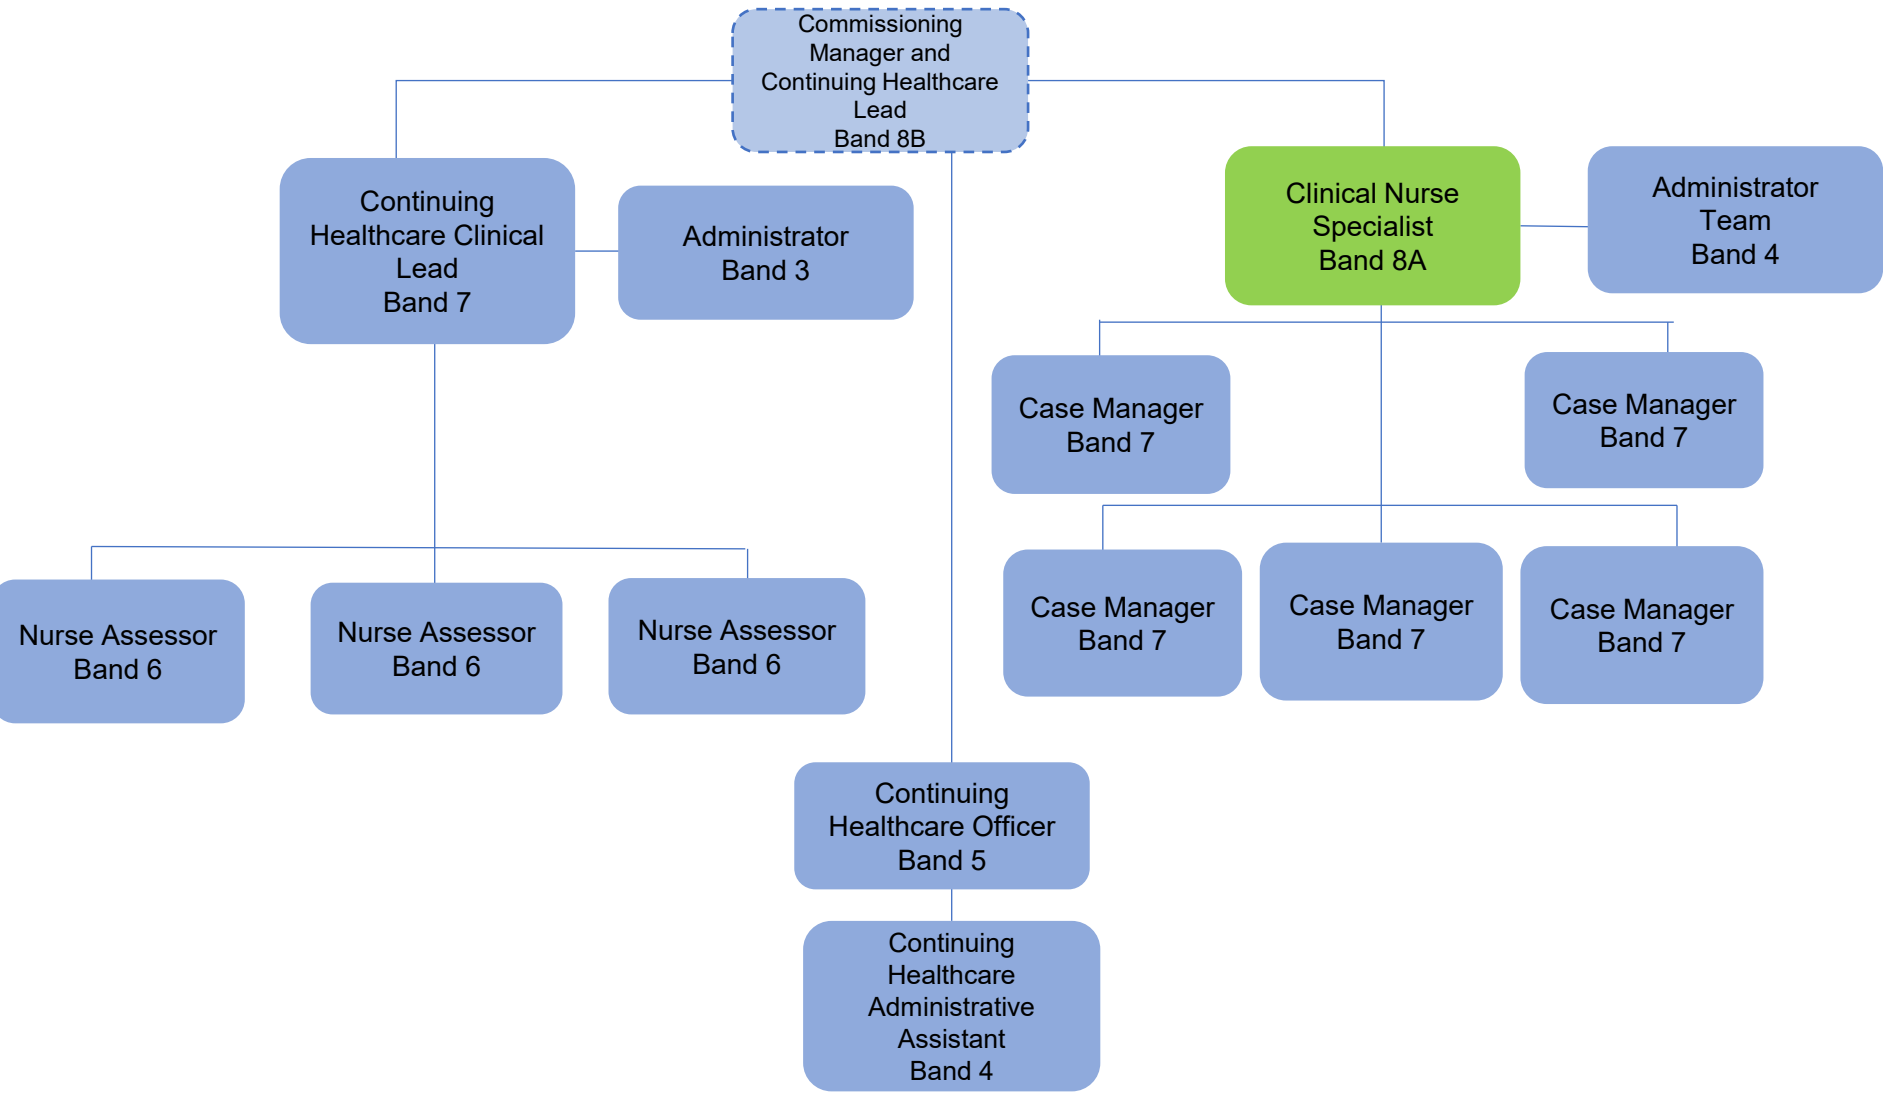 Commissioning
Manager and
Continuing Healthcare
Lead
Band 8B
Continuing
Healthcare Clinical
Lead
Band 7
Administrator
Band 3
Clinical Nurse
Specialist
Band 8A
Administrator
Team
Band 4
Case Manager
Band 7
Case Manager
Band 7
Nurse Assessor
Band 6
Nurse Assessor
Band 6
Nurse Assessor
Band 6
Case Manager
Band 7
Case Manager
Band 7
Case Manager
Band 7
Continuing
Healthcare Officer
Band 5
Continuing
Healthcare
Administrative
Assistant
Band 4